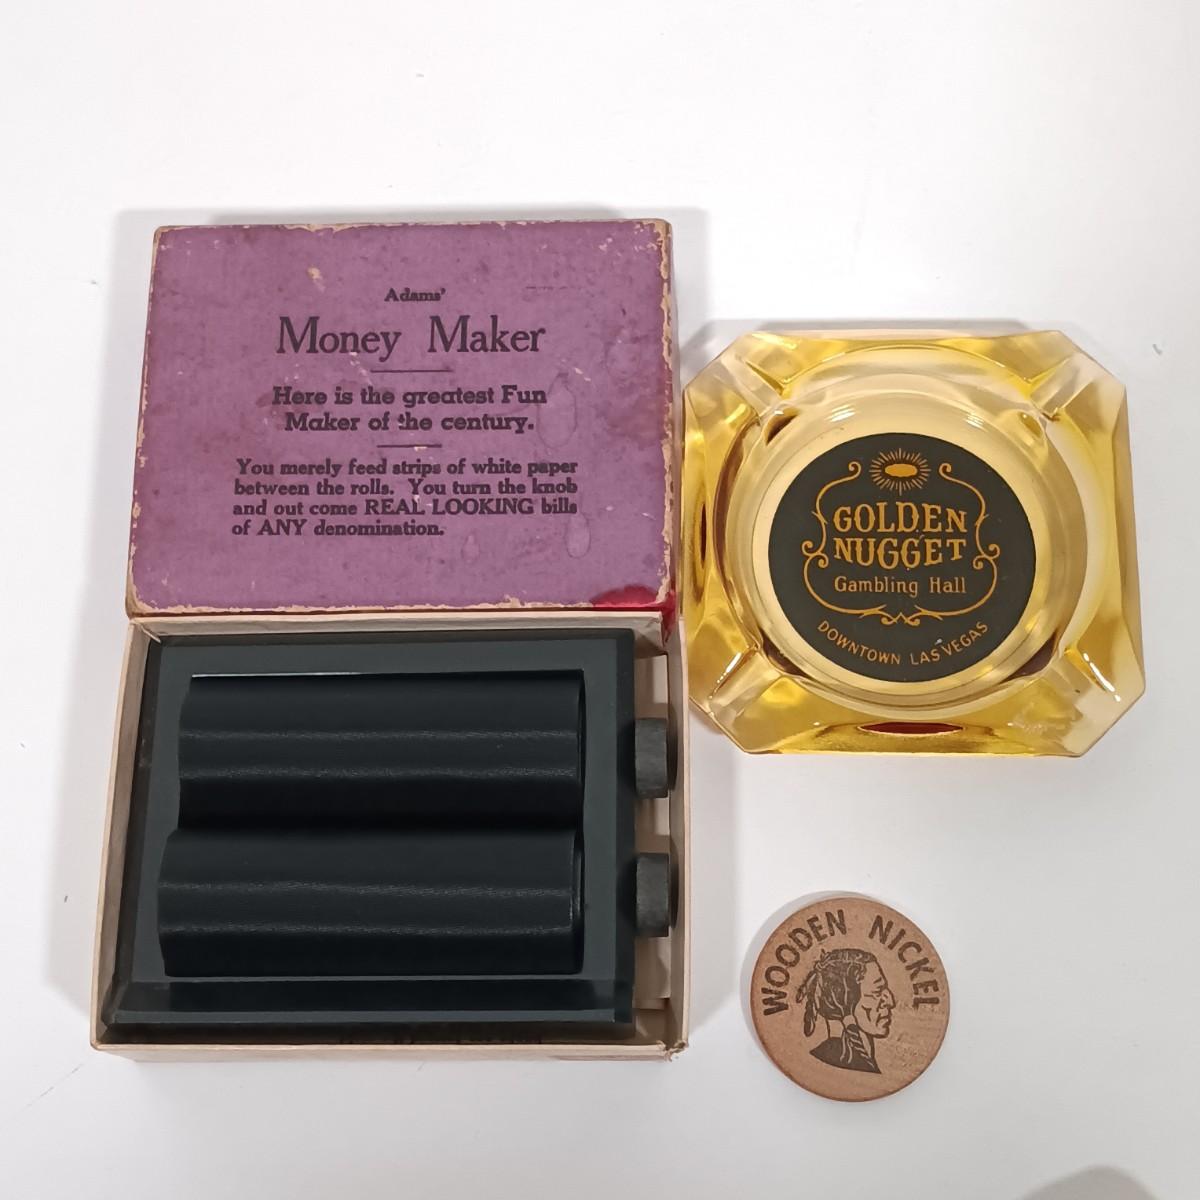 Adams'
Money Maker
Here is the greatest Fun
Maker of the century.
You merely feed strips of white paper
between the rolls. You turn the knob
and out come REAL LOOKING bills
of ANY denomination.
GOLDEN
NUGGET
Gambling Hall
DOWNTOWN LAS VEGAS
WOODEN NICKEL